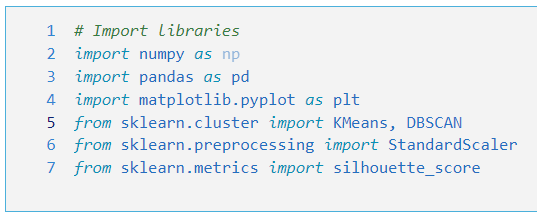 1 # Import libraries
2 import numpy as np
3 import pandas as pd
4 import matplotlib.pyplot as plt
5 from sklearn.cluster import KMeans, DBSCAN
6 from sklearn.preprocessing import StandardScaler
7 from sklearn.metrics import silhouette_score